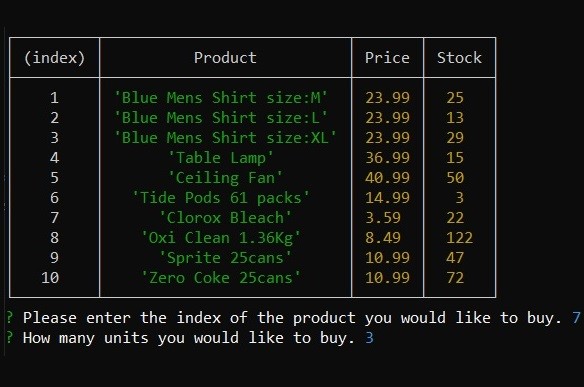 (index) Product Price Stock
1 'Blue Mens Shirt size:M' 23.99 25
2 'Blue Mens Shirt size:L' 23.99 13
3 'Blue Mens Shirt size:XL' 23.99 29
4 'Table Lamp' 36.99 15
5 'Ceiling Fan' 40.99 50
6 'Tide Pods 61 packs' 14.99 3
7 'Clorox Bleach' 3.59 22
8 'Oxi Clean 1.36Kg' 8.49 122
9 'Sprite 25cans' 10.99 47
10 'Zero Coke 25cans' 10.99 72
? Please enter the index of the product you would like to buy. 7
? How many units you would like to buy. 3